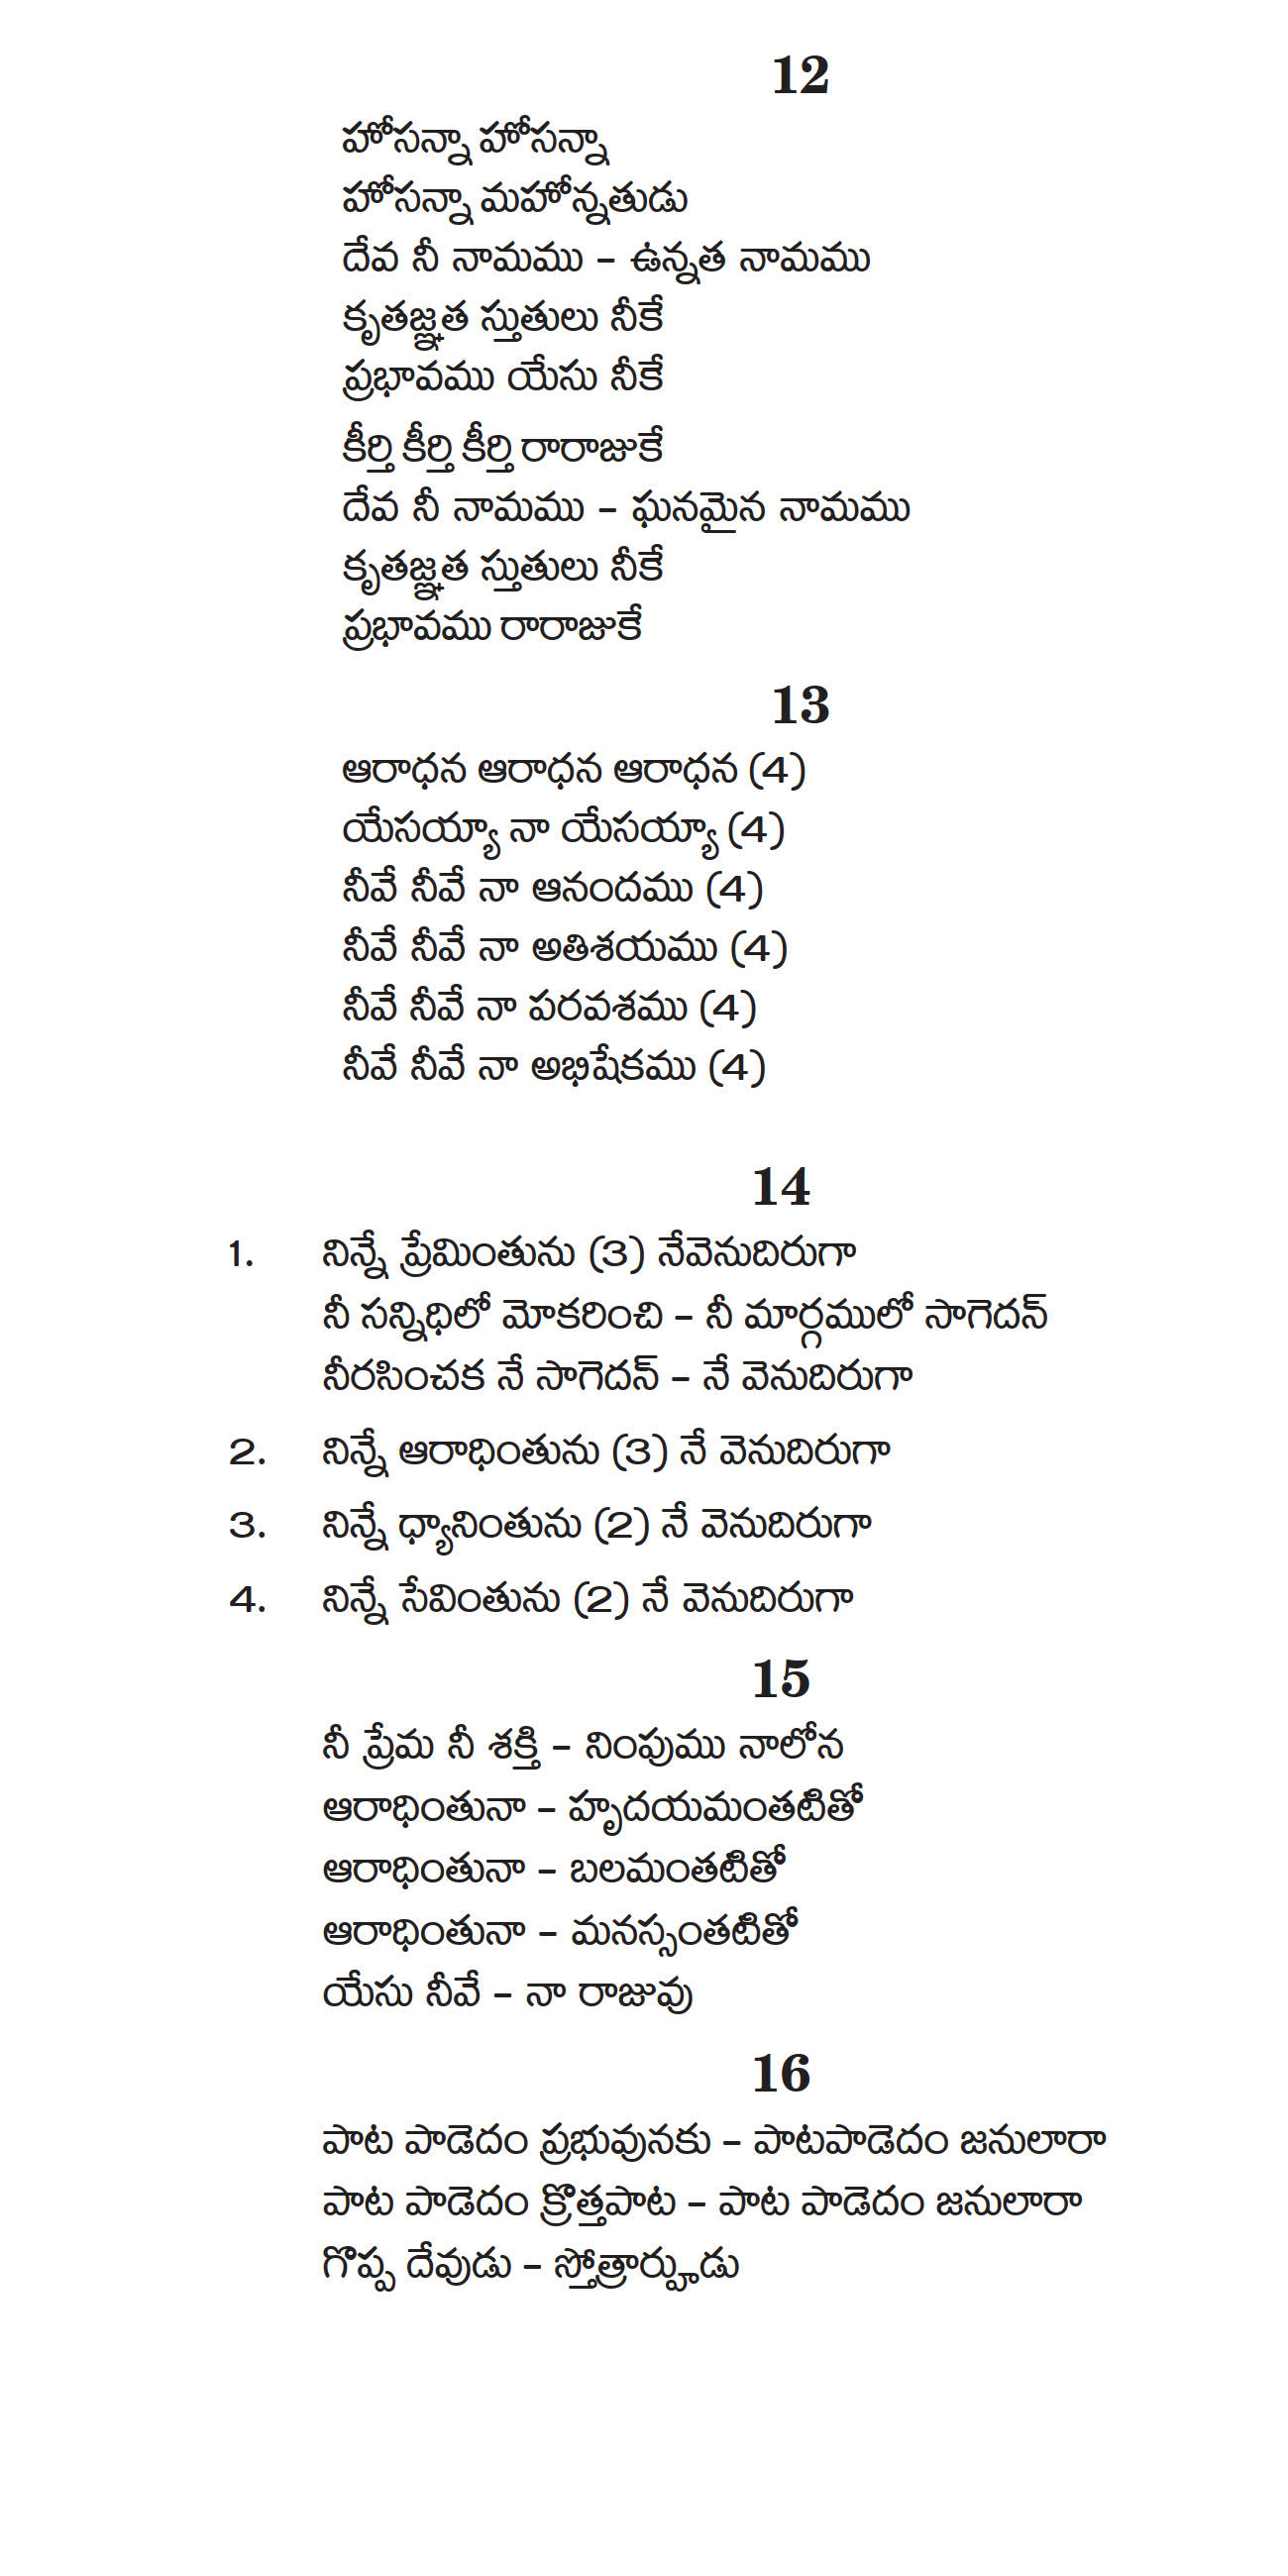 12
హోసన్నా హోసన్నా
హోసన్నా మహోన్నతుడు
దేవ నీ నామము – ఉన్నత నామము
కృతజ్ఞత స్తుతులు నీకే
ప్రభావము యేసు నీకే
కీర్తి కీర్తి కీర్తి రారాజుకే
దేవ నీ నామము – ఘనమైన నామము
కృతజ్ఞత స్తుతులు నీకే
ప్రభావము రారాజుకే
13
ఆరాధన ఆరాధన ఆరాధన (4)
యేసయ్యా నా యేసయ్యా (4)
నీవే నీవే నా ఆనందము (4)
నీవే నీవే నా అతిశయము (4)
నీవే నీవే నా పరవశము (4)
నీవే నీవే నా అభిషేకము (4)
14
1. నిన్నే ప్రేమింతును (3) నేవెనుదిరుగా
నీ సన్నిధిలో మోకరించి – నీ మార్గములో సాగెదన్
నీరసించక నే సాగెదన్ – నే వెనుదిరుగా
2. నిన్నే ఆరాధింతును (3) నే వెనుదిరుగా
3. నిన్నే ధ్యానింతును (2) నే వెనుదిరుగా
4. నిన్నే సేవింతును (2) నే వెనుదిరుగా
15
నీ ప్రేమ నీ శక్తి – నింపుము నాలోన
ఆరాధింతునా – హృదయమంతటితో
ఆరాధింతునా – బలమంతటితో
ఆరాధింతునా – మనస్సంతటితో
యేసు నీవే – నా రాజువు
16
పాట పాడెదం ప్రభువునకు – పాటపాడెదం జనులారా
పాట పాడెదం క్రొత్తపాట – పాట పాడెదం జనులారా
గొప్ప దేవుడు – స్తోత్రార్హుడు